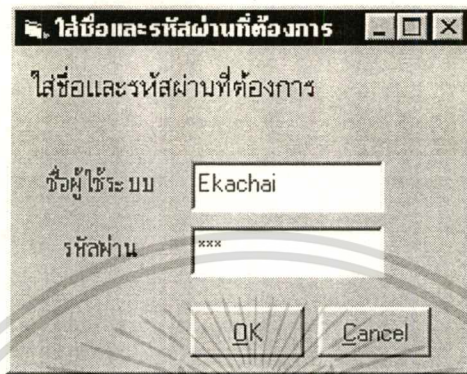 ใส่ชื่อและรหัสผ่านที่ต้องการ
ใส่ชื่อและรหัสผ่านที่ต้องการ
ชื่อผู้ใช้ระบบ Ekachai
รหัสผ่าน ***
OK Cancel